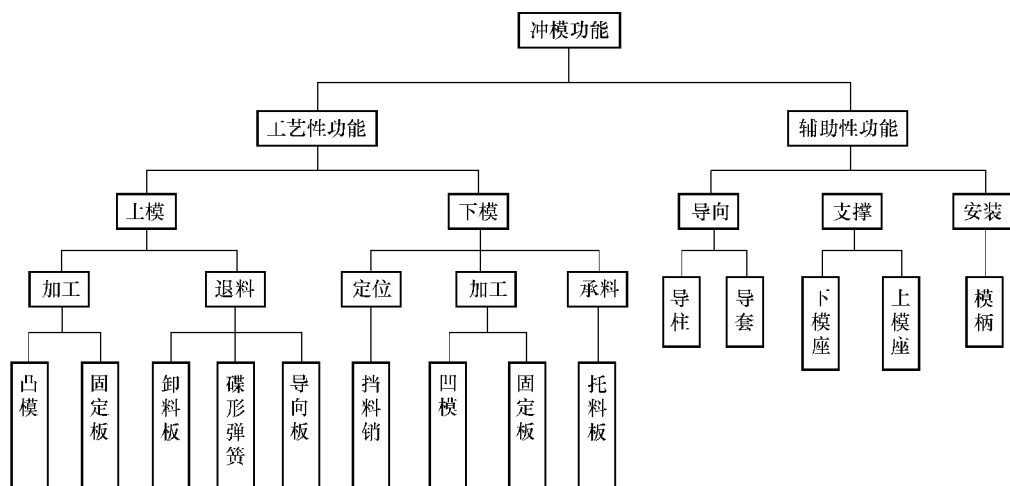 冲模功能
工艺性功能
辅助性功能
上模
下模
导向
支撑
安装
加工
退料
定位
加工
承料
导柱
导套
下模座
上模座
模柄
凸模
固定板
卸料板
碟形弹簧
导向板
挡料销
凹模
固定板
托料板